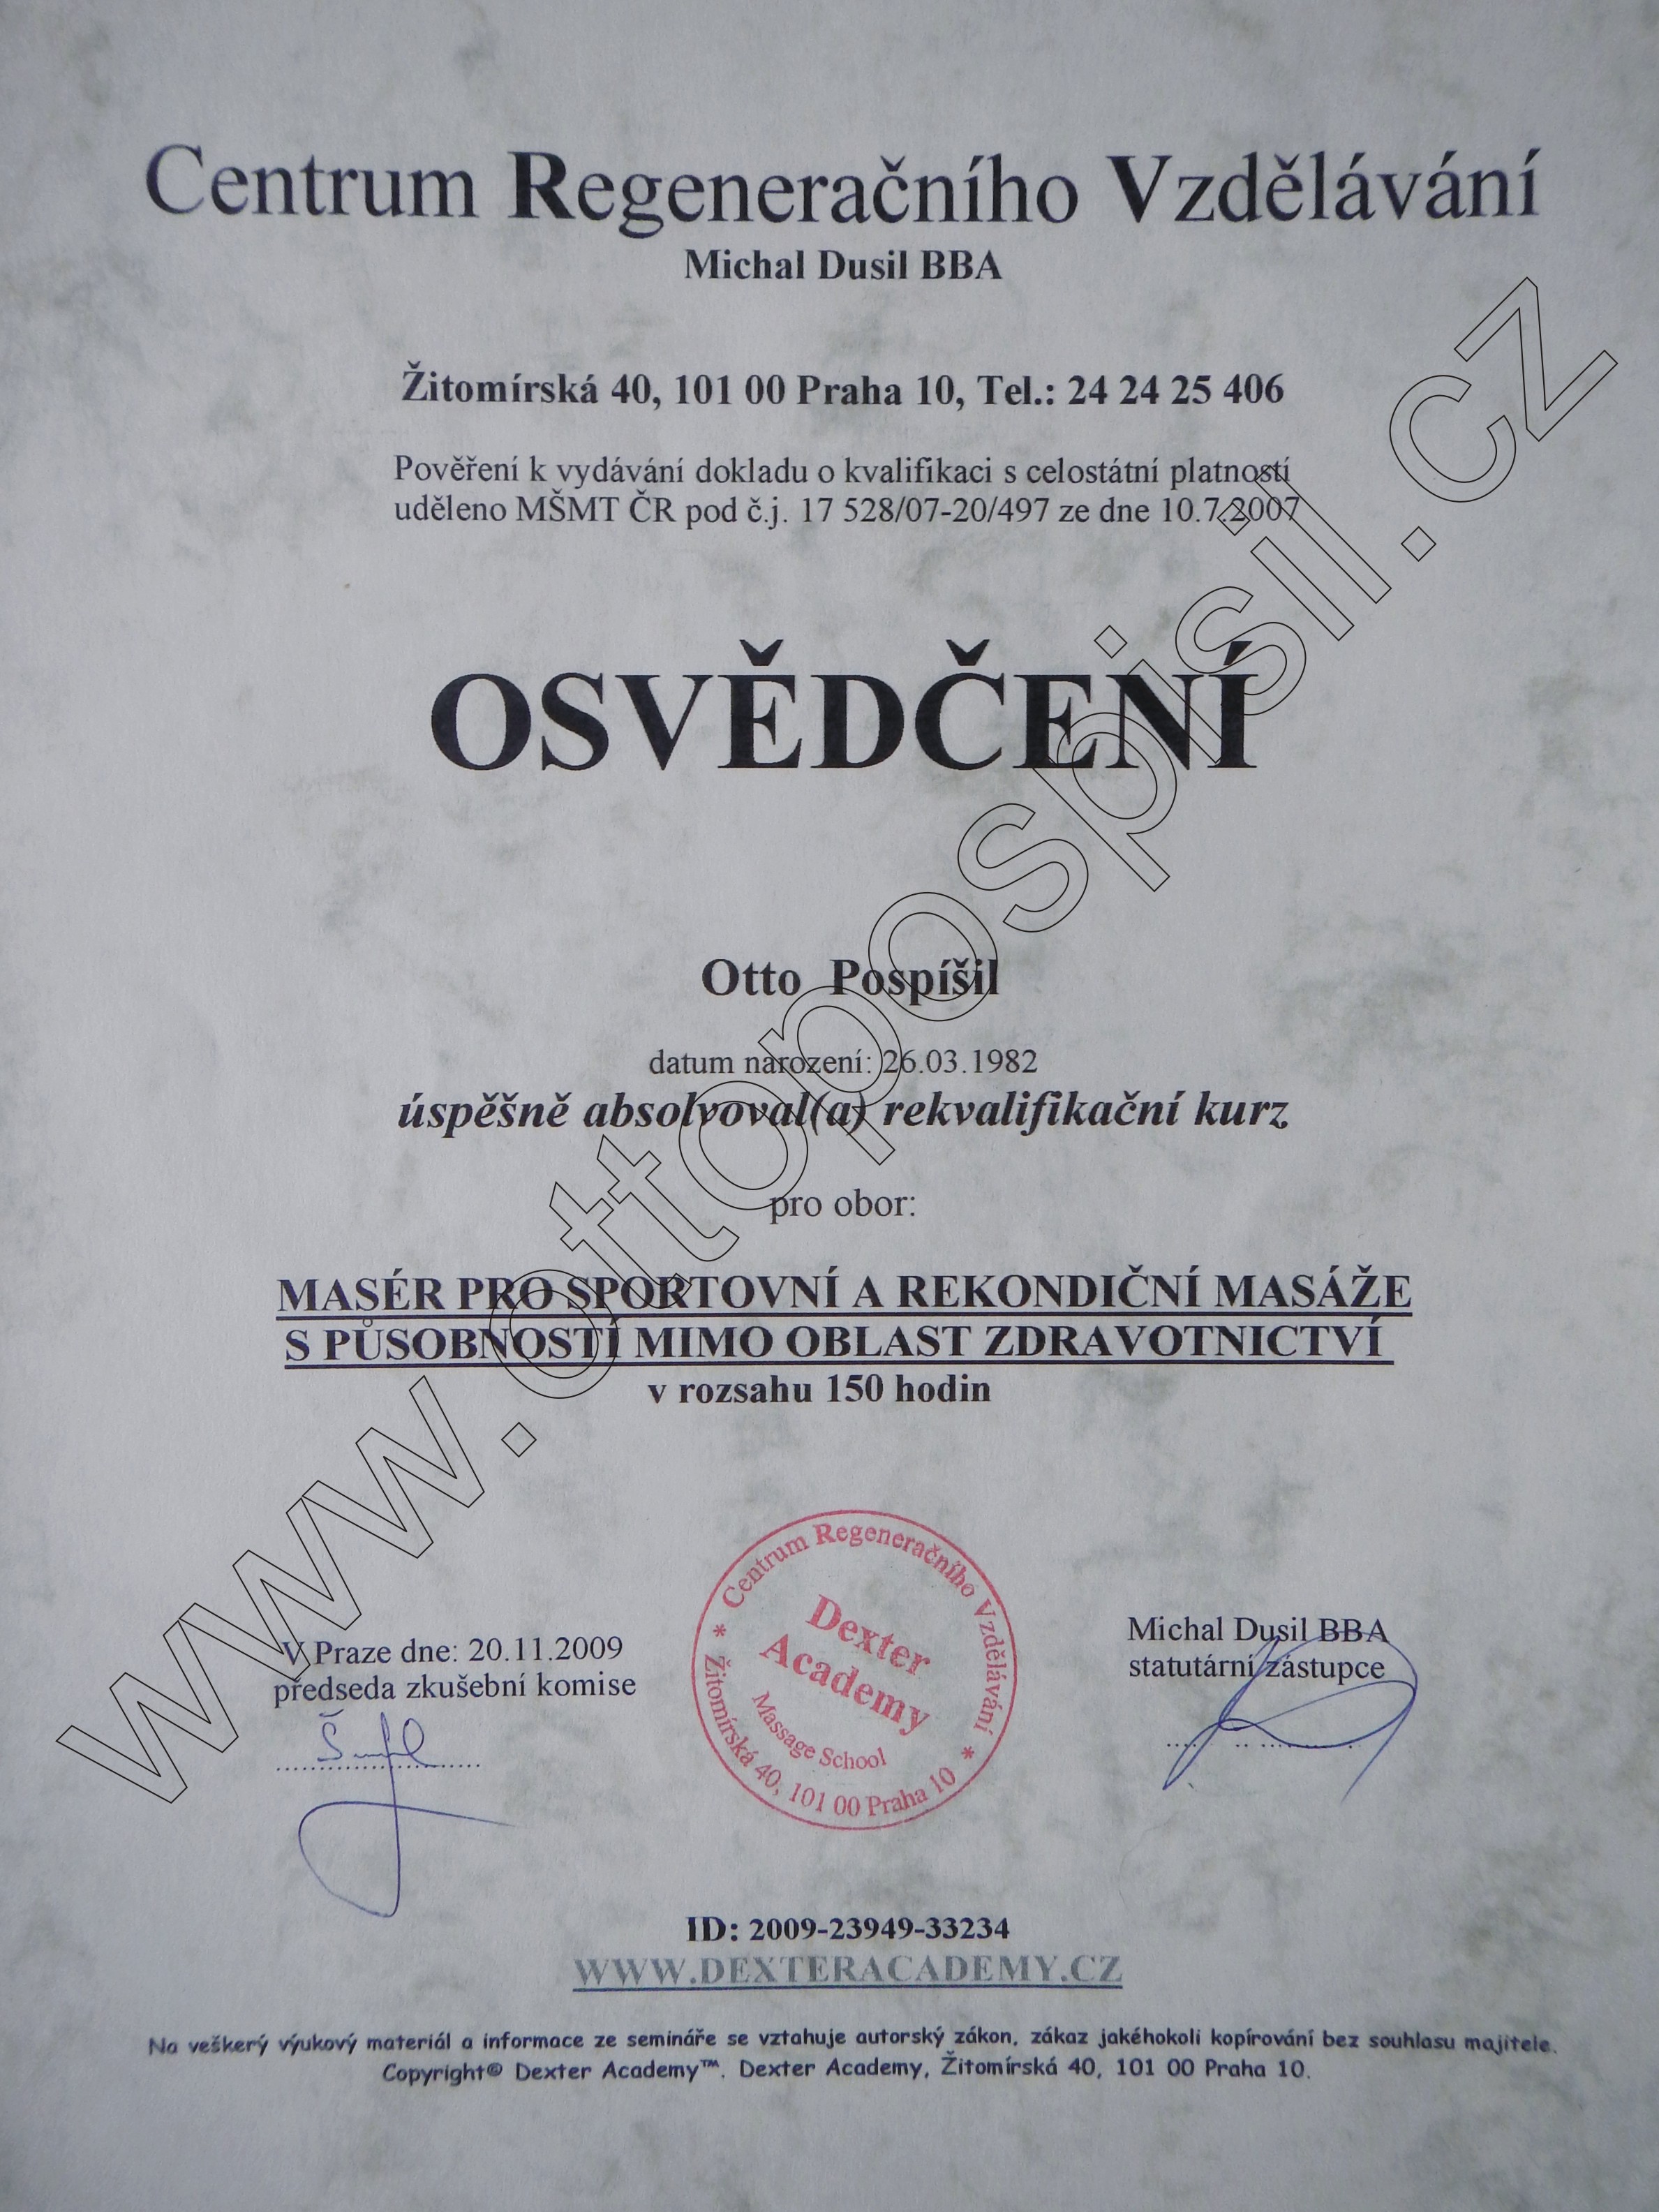 Centrum Regeneračního Vzdělávání
Michal Dusil BBA
Žitomírská 40, 101 00 Praha 10, Tel.: 24 24 25 406
Pověření k vydávání dokladu o kvalifikaci s celostátní platností
uděleno MŠMT ČR pod č.j. 17 528/07-20/497 ze dne 10.7.2007
OSVĚDČENÍ
Otto Pospíšil
datum narození: 26.03.1982
úspěšně absolvoval(a) rekvalifikační kurz
pro obor:
MASÉR PRO SPORTOVNÍ A REKONDIČNÍ MASÁŽE
S PŮSOBNOSTÍ MIMO OBLAST ZDRAVOTNICTVÍ
v rozsahu 150 hodin
V Praze dne: 20.11.2009
předseda zkušební komise
* Centrum Regeneračního Vzdělávání *
Žitomírská 40, 101 00 Praha 10
Dexter
Academy
Massage School
Michal Dusil BBA
statutární zástupce
ID: 2009-23949-33234
WWW.DEXTERACADEMY.CZ
Na veškerý výukový materiál a informace ze semináře se vztahuje autorský zákon, zákaz jakéhokoli kopírování bez souhlasu majitele.
Copyright© Dexter Academy™. Dexter Academy, Žitomírská 40, 101 00 Praha 10.
www.ottopospisil.cz